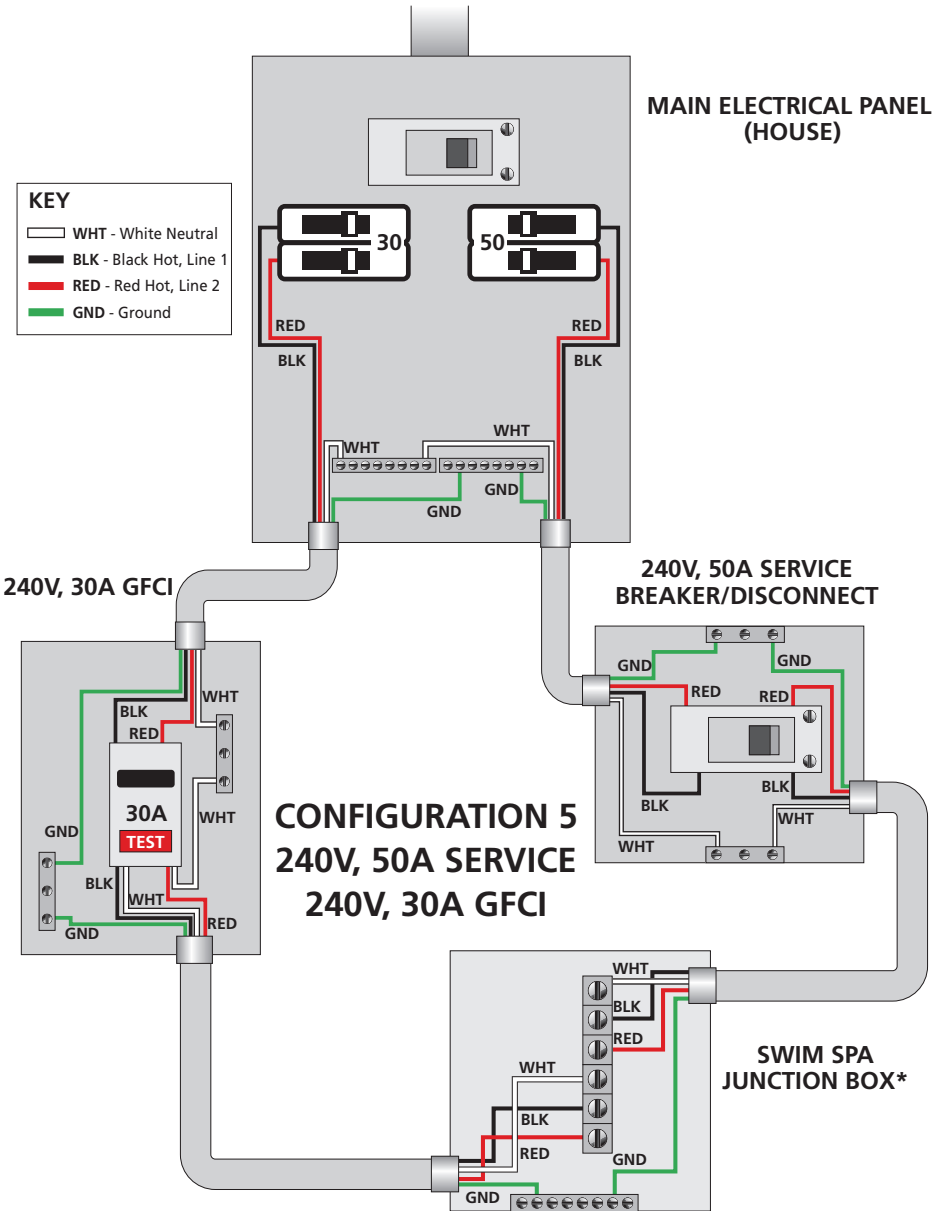 MAIN ELECTRICAL PANEL
(HOUSE)
KEY
WHT - White Neutral
BLK - Black Hot, Line 1
RED - Red Hot, Line 2
GND - Ground
30
50
RED
BLK
RED
BLK
WHT
WHT
GND
GND
240V, 30A GFCI
240V, 50A SERVICE
BREAKER/DISCONNECT
WHT
BLK
RED
30A
TEST
WHT
GND
BLK
WHT
RED
GND
GND
GND
RED
RED
BLK
BLK
WHT
WHT
CONFIGURATION 5
240V, 50A SERVICE
240V, 30A GFCI
WHT
BLK
RED
WHT
BLK
RED
GND
GND
SWIM SPA
JUNCTION BOX*